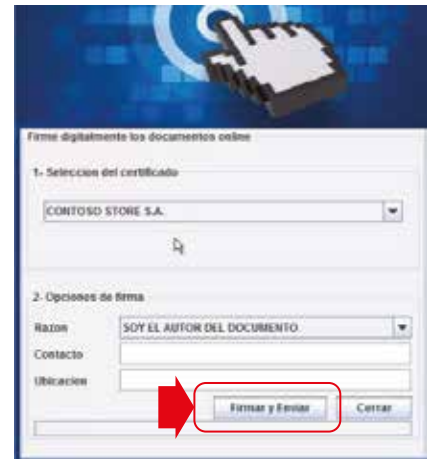 Firme digitalmente los documentos online
1- Seleccion del certificado
CONTOSO STORE S.A.
2- Opciones de firma
Razon SOY EL AUTOR DEL DOCUMENTO
Contacto
Ubicacion
Firmar y Enviar Cerrar